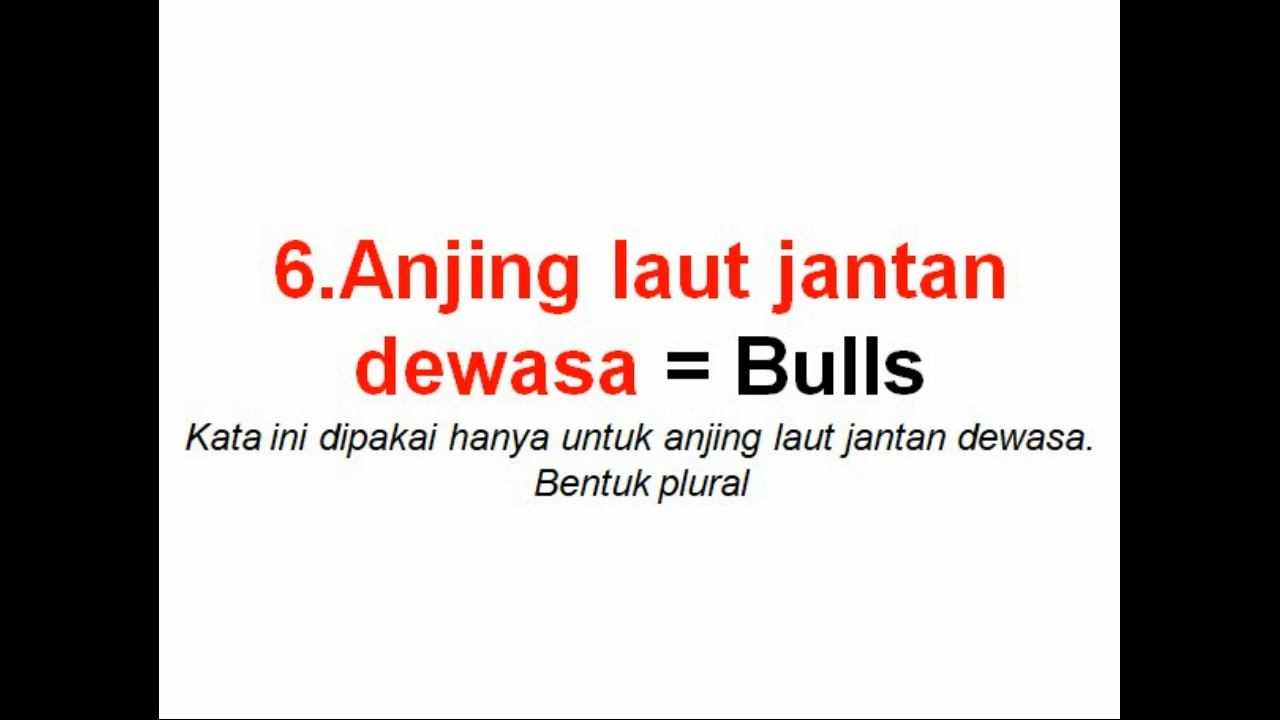 6.Anjing laut jantan
dewasa = Bulls
Kata ini dipakai hanya untuk anjing laut jantan dewasa.
Bentuk plural